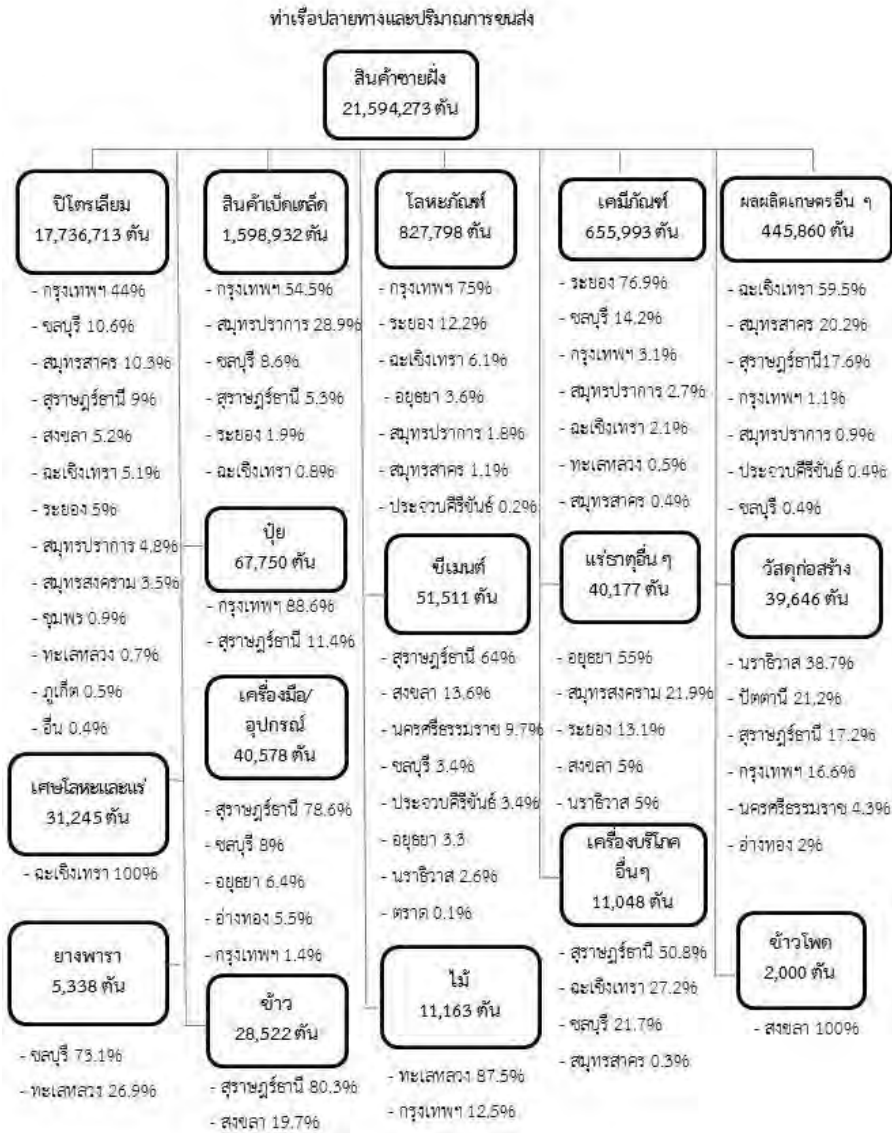 ท่าเรือปลายทางและปริมาณการขนส่ง
สินค้าชายฝั่ง
21,594,273 ตัน
ปิโตรเลียม
17,736,713 ตัน
- กรุงเทพฯ 44%
- ชลบุรี 10.6%
- สมุทรสาคร 10.3%
- สุราษฎร์ธานี 9%
- สงขลา 5.2%
- ฉะเชิงเทรา 5.1%
- ระยอง 5%
- สมุทรปราการ 4.8%
- สมุทรสงคราม 3.5%
- ชุมพร 0.9%
- ทะเลหลวง 0.7%
- ภูเก็ต 0.5%
- อื่น 0.4%
สินค้าเบ็ดเตล็ด
1,598,932 ตัน
- กรุงเทพฯ 54.5%
- สมุทรปราการ 28.9%
- ชลบุรี 8.6%
- สุราษฎร์ธานี 5.3%
- ระยอง 1.9%
- ฉะเชิงเทรา 0.8%
โลหะภัณฑ์
827,798 ตัน
- กรุงเทพฯ 75%
- ระยอง 12.2%
- ฉะเชิงเทรา 6.1%
- อยุธยา 3.6%
- สมุทรปราการ 1.8%
- สมุทรสาคร 1.1%
- ประจวบคีรีขันธ์ 0.2%
เคมีภัณฑ์
655,993 ตัน
- ระยอง 76.9%
- ชลบุรี 14.2%
- กรุงเทพฯ 3.1%
- สมุทรปราการ 2.7%
- ฉะเชิงเทรา 2.1%
- ทะเลหลวง 0.5%
- สมุทรสาคร 0.4%
ผลผลิตเกษตรอื่น ๆ
445,860 ตัน
- ฉะเชิงเทรา 59.5%
- สมุทรสาคร 20.2%
- สุราษฎร์ธานี17.6%
- กรุงเทพฯ 1.1%
- สมุทรปราการ 0.9%
- ประจวบคีรีขันธ์ 0.4%
- ชลบุรี 0.4%
ปุ๋ย
67,750 ตัน
- กรุงเทพฯ 88.6%
- สุราษฎร์ธานี 11.4%
ซีเมนต์
51,511 ตัน
- สุราษฎร์ธานี 64%
- สงขลา 13.6%
- นครศรีธรรมราช 9.7%
- ชลบุรี 3.4%
- ประจวบคีรีขันธ์ 3.4%
- อยุธยา 3.3
- นราธิวาส 2.6%
- ตราด 0.1%
แร่ธาตุอื่น ๆ
40,177 ตัน
- อยุธยา 55%
- สมุทรสงคราม 21.9%
- ระยอง 13.1%
- สงขลา 5%
- นราธิวาส 5%
วัสดุก่อสร้าง
39,646 ตัน
- นราธิวาส 38.7%
- ปัตตานี 21.2%
- สุราษฎร์ธานี 17.2%
- กรุงเทพฯ 16.6%
- นครศรีธรรมราช 4.3%
- อ่างทอง 2%
เครื่องมือ/
อุปกรณ์
40,578 ตัน
- สุราษฎร์ธานี 78.6%
- ชลบุรี 8%
- อยุธยา 6.4%
- อ่างทอง 5.5%
- กรุงเทพฯ 1.4%
เศษโลหะและแร่
31,245 ตัน
- ฉะเชิงเทรา 100%
เครื่องบริโภค
อื่นๆ
11,048 ตัน
- สุราษฎร์ธานี 50.8%
- ฉะเชิงเทรา 27.2%
- ชลบุรี 21.7%
- สมุทรสาคร 0.3%
ยางพารา
5,338 ตัน
- ชลบุรี 73.1%
- ทะเลหลวง 26.9%
ข้าว
28,522 ตัน
- สุราษฎร์ธานี 80.3%
- สงขลา 19.7%
ไม้
11,163 ตัน
- ทะเลหลวง 87.5%
- กรุงเทพฯ 12.5%
ข้าวโพด
2,000 ตัน
- สงขลา 100%